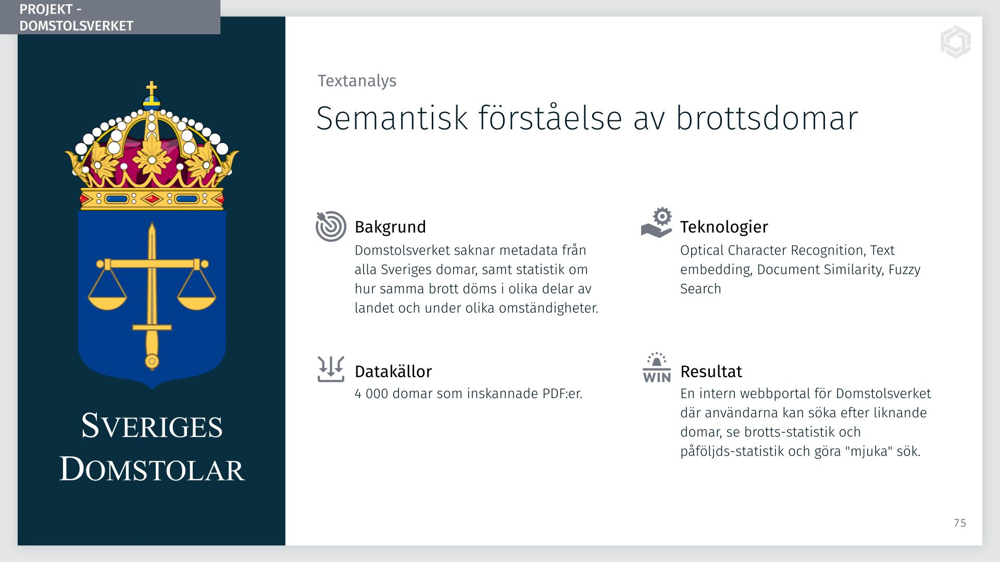 PROJEKT -
DOMSTOLSVERKET
SVERIGES
DOMSTOLAR
Textanalys
Semantisk förståelse av brottsdomar
Bakgrund
Domstolsverket saknar metadata från
alla Sveriges domar, samt statistik om
hur samma brott döms i olika delar av
landet och under olika omständigheter.
Teknologier
Optical Character Recognition, Text
embedding, Document Similarity, Fuzzy
Search
Datakällor
4 000 domar som inskannade PDF:er.
WIN
Resultat
En intern webbportal för Domstolsverket
där användarna kan söka efter liknande
domar, se brotts-statistik och
påföljds-statistik och göra "mjuka" sök.
75